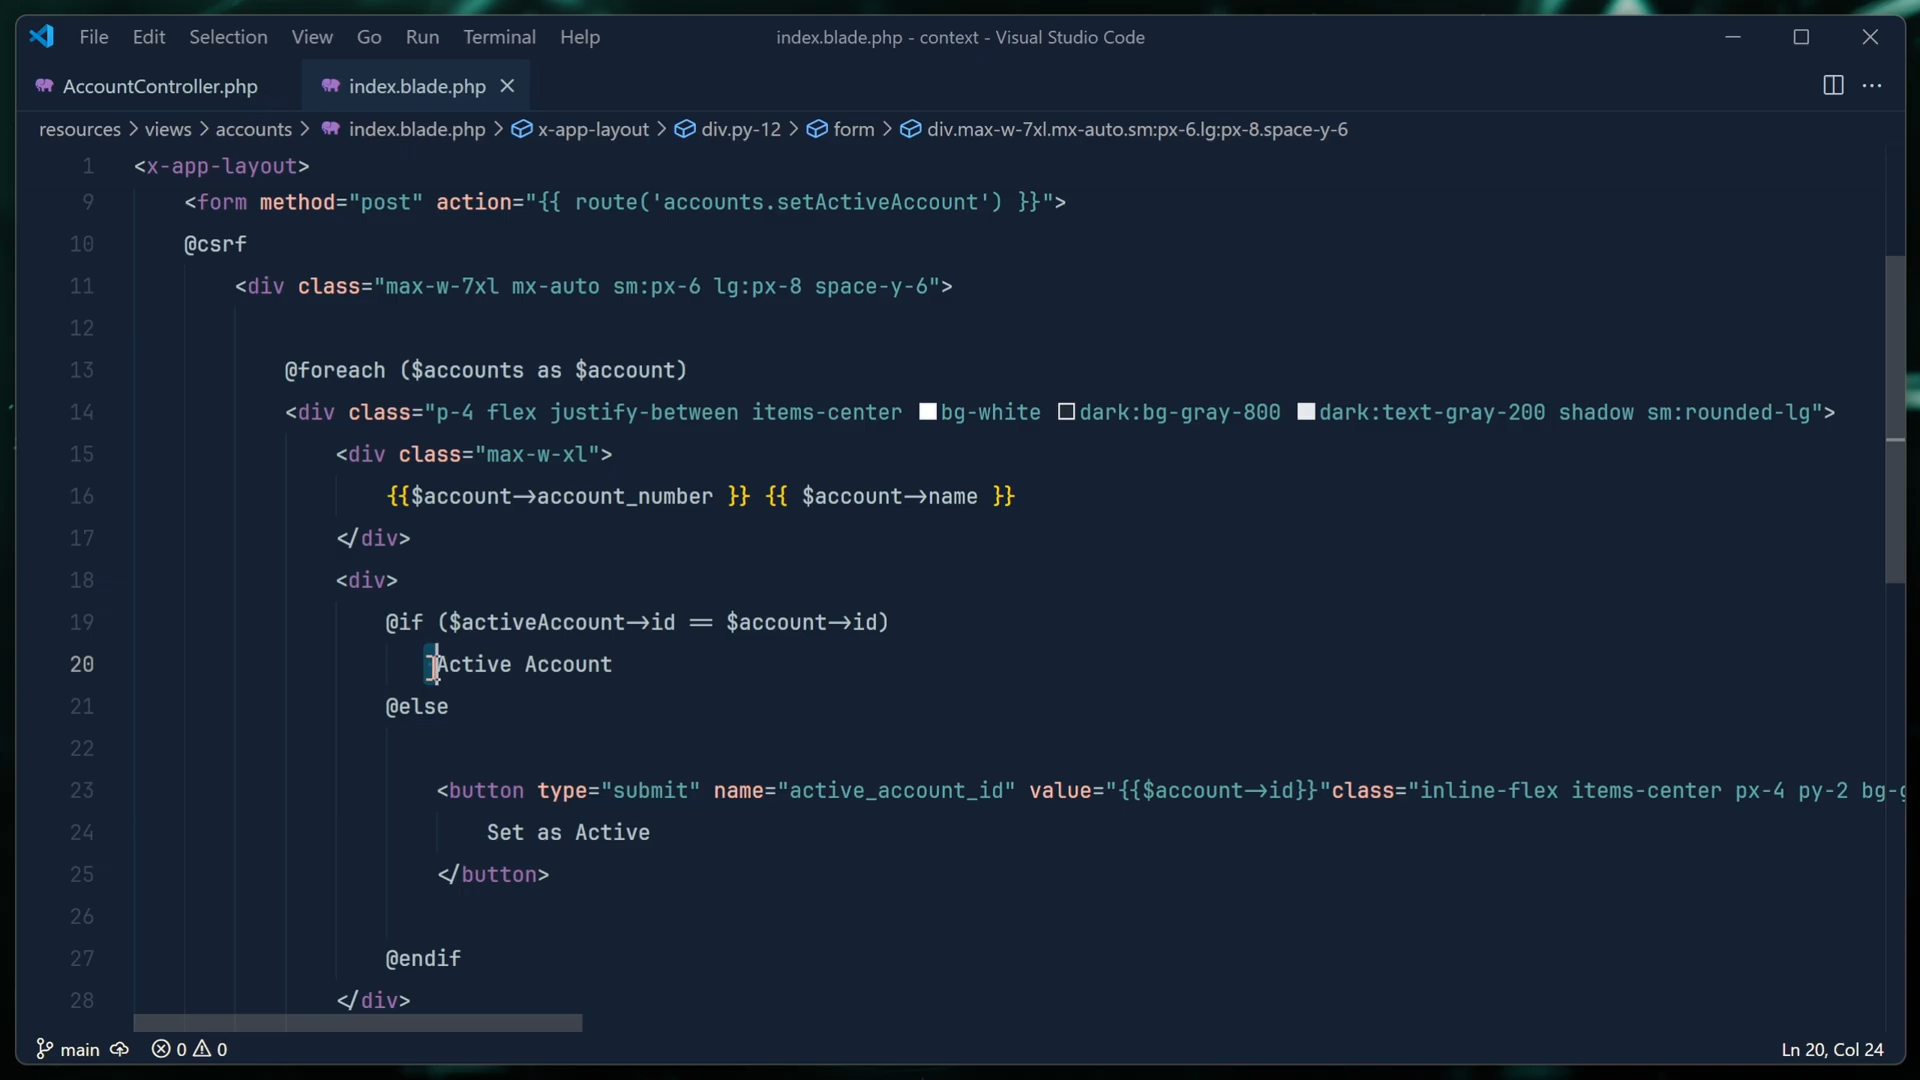 File Edit Selection View Go Run Terminal Help index.blade.php - context - Visual Studio Code
AccountController.php index.blade.php
resources > views > accounts > index.blade.php > x-app-layout > div.py-12 > form > div.max-w-7xl.mx-auto.sm:px-6.lg:px-8.space-y-6
1 <x-app-layout>
9 <form method="post" action="{{ route('accounts.setActiveAccount') }}">
10 @csrf
11 <div class="max-w-7xl mx-auto sm:px-6 lg:px-8 space-y-6">
12
13 @foreach ($accounts as $account)
14 <div class="p-4 flex justify-between items-center bg-white dark:bg-gray-800 dark:text-gray-200 shadow sm:rounded-lg">
15 <div class="max-w-xl">
16 {{$account->account_number }} {{ $account->name }}
17 </div>
18 <div>
19 @if ($activeAccount->id == $account->id)
20 Active Account
21 @else
22
23 <button type="submit" name="active_account_id" value="{{$account->id}}"class="inline-flex items-center px-4 py-2 bg-g
24 Set as Active
25 </button>
26
27 @endif
28 </div>
main 0 0 Ln 20, Col 24